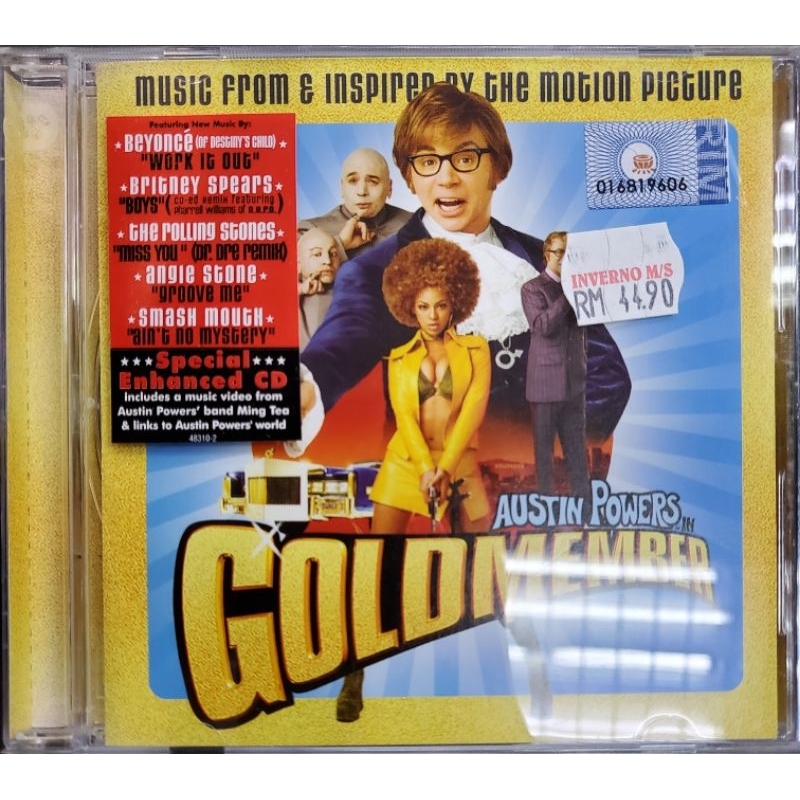 MUSIC FROM & INSPIRED BY THE MOTION PICTURE
Featuring New Music By:
BEYONCÉ (OF DESTINY'S CHILD)
"WORK IT OUT"
BRITNEY SPEARS
"BOYS" (CO-ED REMIX FEATURING
PHARRELL WILLIAMS OF N.E.R.D.)
THE ROLLING STONES
"MISS YOU" (DR. DRE REMIX)
ANGIE STONE
"GROOVE ME"
SMASH MOUTH
"AIN'T NO MYSTERY"
Special
Enhanced CD
Includes a music video from
Austin Powers' band Ming Tea
& links to Austin Powers' world
48310-2
RIM
016819606
INVERNO M/S
RM 44.90
AUSTIN POWERS IN
GOLDMEMBER